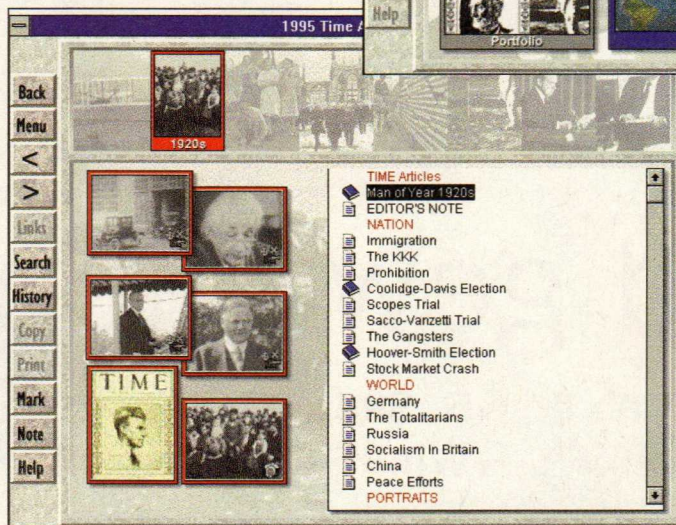 Help
Portfolio
1995 Time
Back
Menu
<
>
Links
Search
History
Copy
Print
Mark
Note
Help
1920s
TIME
TIME Articles
Man of Year 1920s
EDITOR'S NOTE
NATION
Immigration
The KKK
Prohibition
Coolidge-Davis Election
Scopes Trial
Sacco-Vanzetti Trial
The Gangsters
Hoover-Smith Election
Stock Market Crash
WORLD
Germany
The Totalitarians
Russia
Socialism In Britain
China
Peace Efforts
PORTRAITS